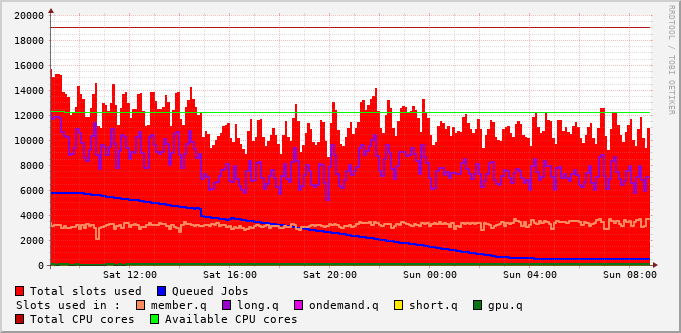 RRDTOOL / TOBI OETIKER
20000
18000
16000
14000
12000
10000
8000
6000
4000
2000
0
Sat 12:00 Sat 16:00 Sat 20:00 Sun 00:00 Sun 04:00 Sun 08:00
Total slots used Queued Jobs
Slots used in : member.q long.q ondemand.q short.q gpu.q
Total CPU cores Available CPU cores